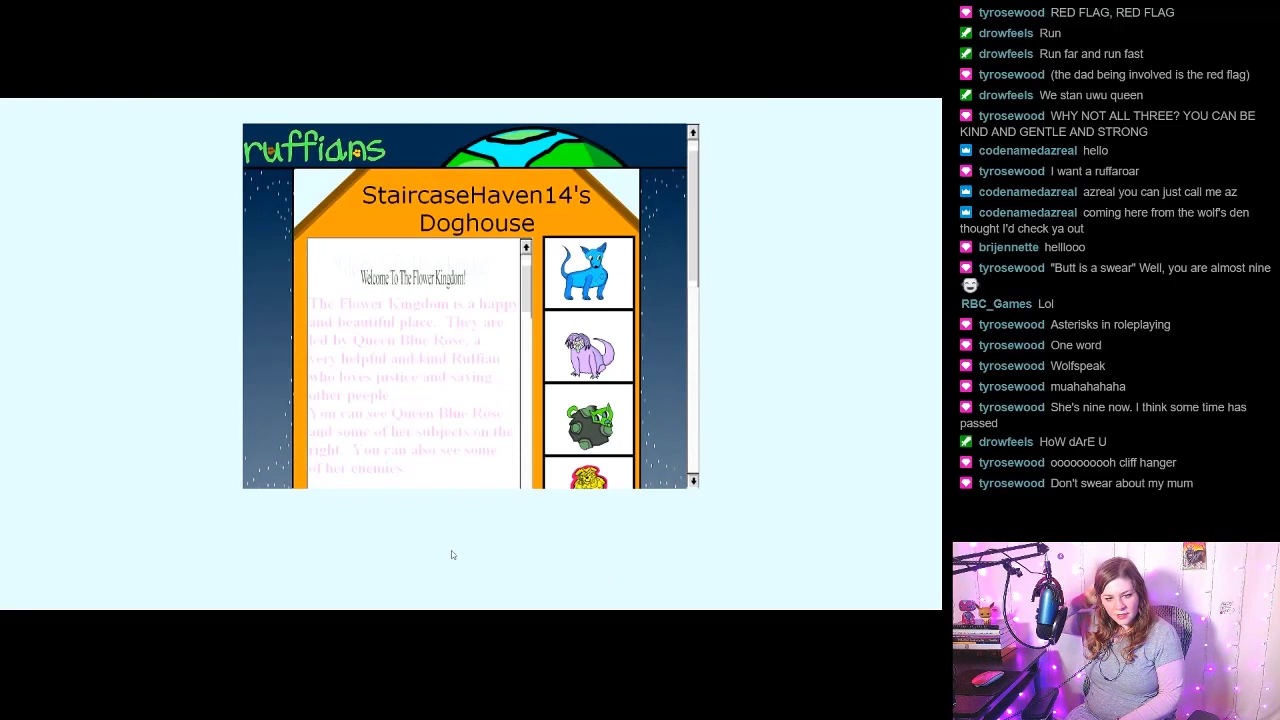 ruffians
StaircaseHaven14's
Doghouse
Welcome To The Flower Kingdom!
The Flower Kingdom is a happy
and beautiful place. They are
led by Queen Blue Rose, a
very helpful and kind Ruffian
who loves justice and saving
other people.
You can see Queen Blue Rose
and some of her subjects on the
right. You can also see some
of her enemies.
tyrosewood RED FLAG, RED FLAG
drowfeels Run
drowfeels Run far and run fast
tyrosewood (the dad being involved is the red flag)
drowfeels We stan uwu queen
tyrosewood WHY NOT ALL THREE? YOU CAN BE
KIND AND GENTLE AND STRONG
codenamedazreal hello
tyrosewood I want a ruffaroar
codenamedazreal azreal you can just call me az
codenamedazreal coming here from the wolf's den
thought I'd check ya out
brijennette helllooo
tyrosewood "Butt is a swear" Well, you are almost nine
RBC_Games Lol
tyrosewood Asterisks in roleplaying
tyrosewood One word
tyrosewood Wolfspeak
tyrosewood muahahahaha
tyrosewood She's nine now. I think some time has
passed
drowfeels HoW dArE U
tyrosewood oooooooooh cliff hanger
tyrosewood Don't swear about my mum